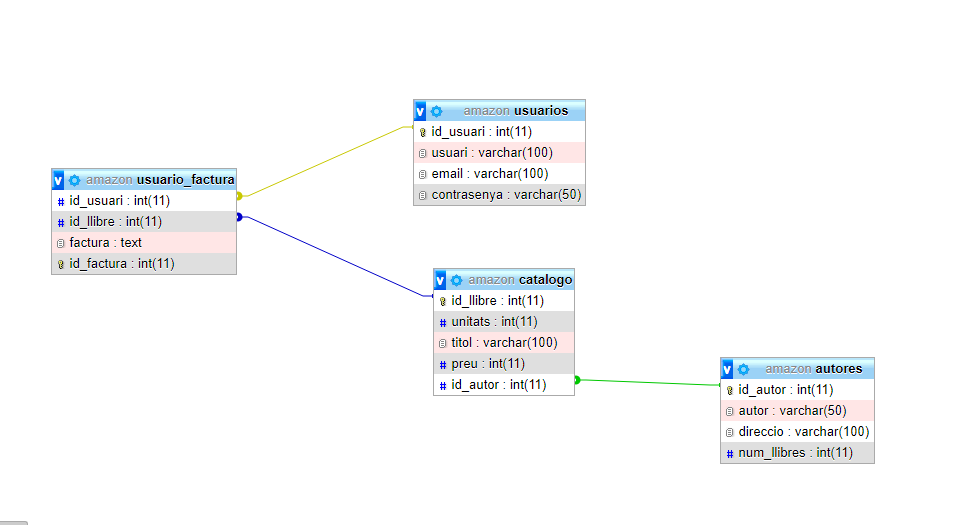 amazon usuarios
id_usuari : int(11)
usuari : varchar(100)
email : varchar(100)
contrasenya : varchar(50)
amazon usuario_factura
id_usuari : int(11)
id_llibre : int(11)
factura : text
id_factura : int(11)
amazon catalogo
id_llibre : int(11)
unitats : int(11)
titol : varchar(100)
preu : int(11)
id_autor : int(11)
amazon autores
id_autor : int(11)
autor : varchar(50)
direccio : varchar(100)
num_llibres : int(11)